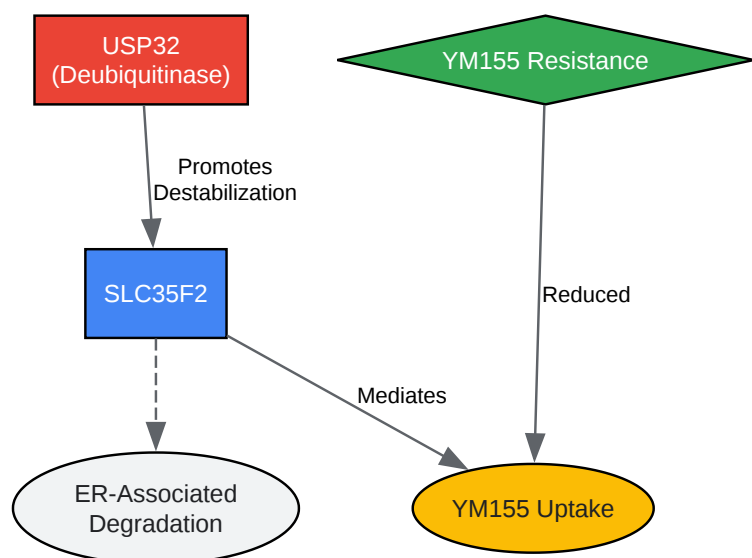 USP32
(Deubiquitinase)
YM155 Resistance
Promotes
Destabilization
SLC35F2
Reduced
Mediates
ER-Associated
Degradation
YM155 Uptake